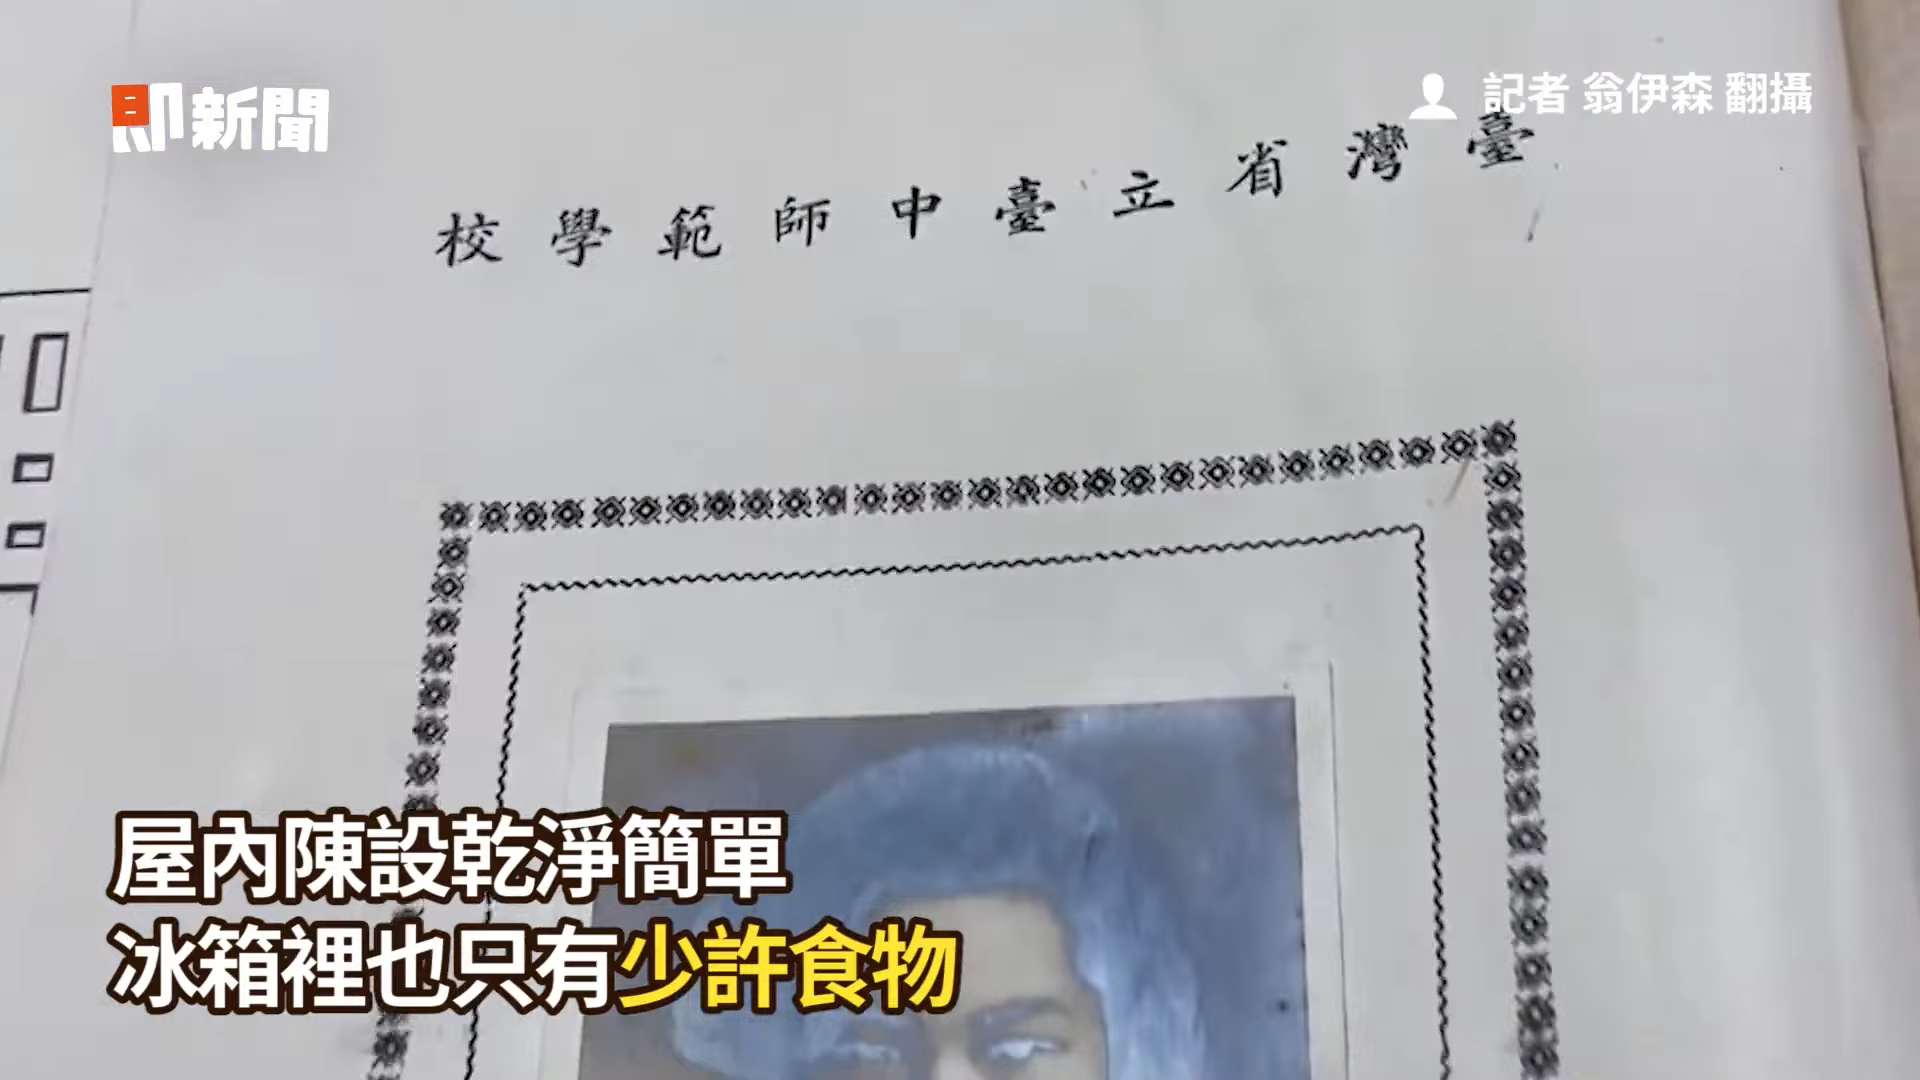 即新聞
記者 翁伊森 翻攝
臺灣省立臺中師範學校
屋內陳設乾淨簡單
冰箱裡也只有少許食物